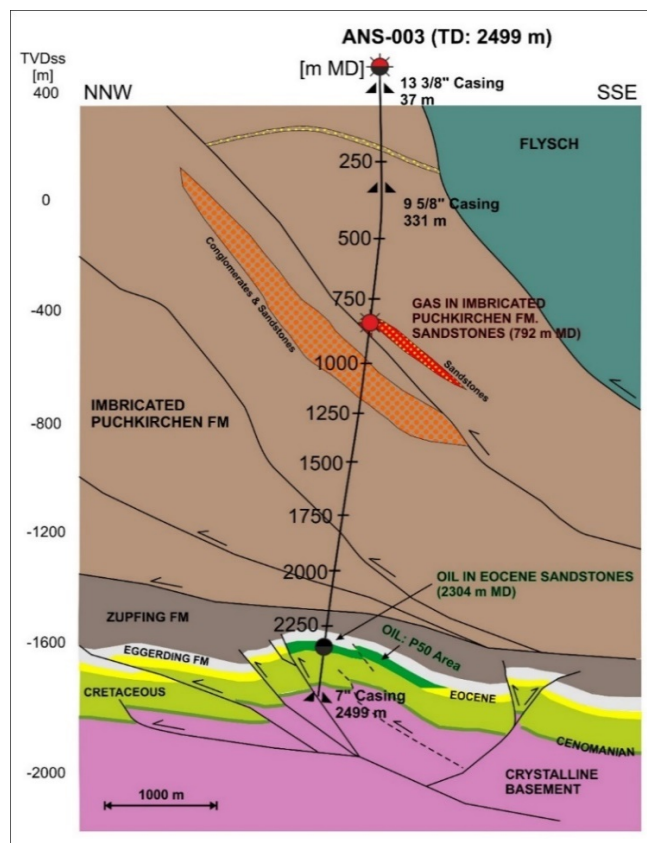 ANS-003 (TD: 2499 m)
TVDss
[m]
[m MD]
NNW
SSE
13 3/8" Casing
37 m
400
FLYSCH
250
0
9 5/8" Casing
331 m
500
Conglomerates & Sandstones
750
GAS IN IMBRICATED
PUCHKIRCHEN FM.
SANDSTONES (792 m MD)
-400
1000
Sandstones
1250
IMBRICATED
PUCHKIRCHEN FM
-800
1500
1750
-1200
2000
OIL IN EOCENE SANDSTONES
(2304 m MD)
ZUPFING FM
2250
OIL: P50 Area
-1600
EGGERDING FM
CRETACEOUS
7" Casing
2499 m
EOCENE
CENOMANIAN
-2000
CRYSTALLINE
BASEMENT
1000 m